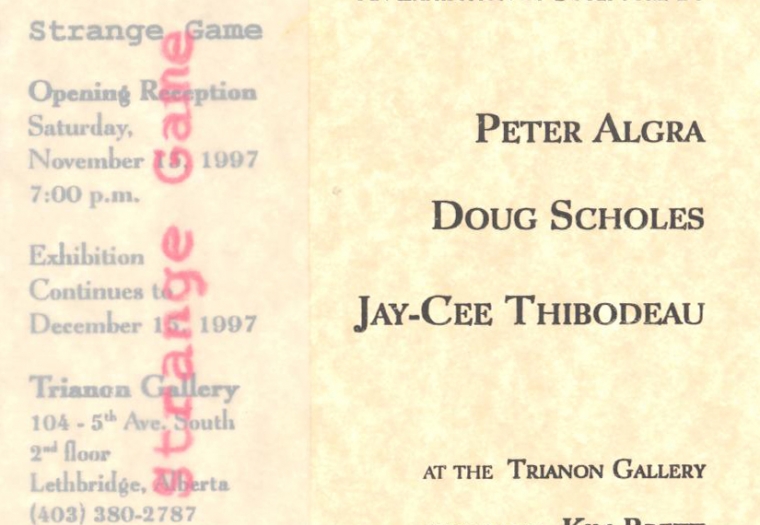 Strange Game
Opening Reception
Saturday,
November 15, 1997
7:00 p.m.
Exhibition
Continues to
December 15, 1997
Trianon Gallery
104 - 5th Ave. South
2nd floor
Lethbridge, Alberta
(403) 380-2787
strange Game
PETER ALGRA
DOUG SCHOLES
JAY-CEE THIBODEAU
AT THE TRIANON GALLERY